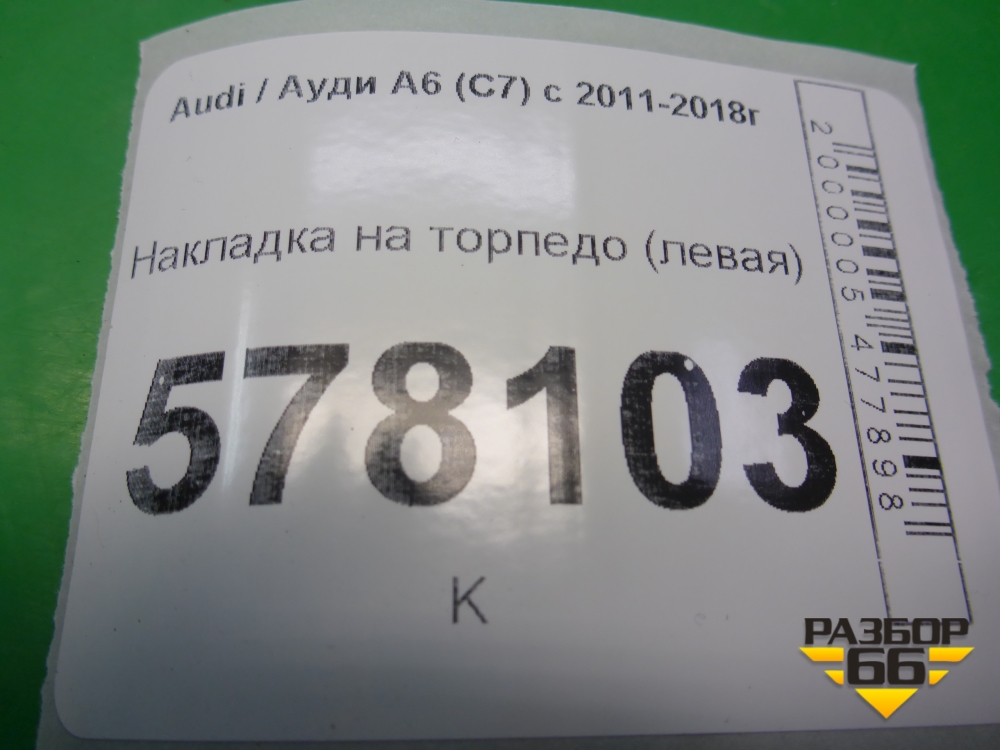 Audi / Ауди А6 (С7) с 2011-2018г
Накладка на торпедо (левая)
578103
К
2000005477898
РАЗБОР
66